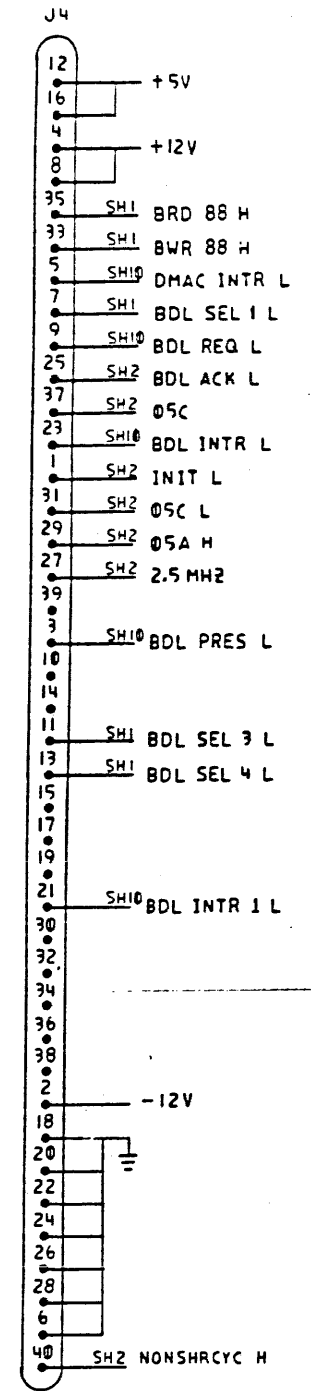 J4
12 +5V
16
4 +12V
8
35 SH1 BRD 88 H
33 SH1 BWR 88 H
5 SH10 DMAC INTR L
7 SH1 BDL SEL 1 L
9 SH10 BDL REQ L
25 SH2 BDL ACK L
37 SH2 Ø5C
23 SH10 BDL INTR L
1 SH2 INIT L
31 SH2 Ø5C L
29 SH2 Ø5A H
27 SH2 2.5 MHZ
39
3 SH10 BDL PRES L
10
14
11 SH1 BDL SEL 3 L
13 SH1 BDL SEL 4 L
15
17
19
21 SH10 BDL INTR 1 L
30
32
34
36
38
2 -12V
18
20
22
24
26
28
6
40 SH2 NONSHRCYC H